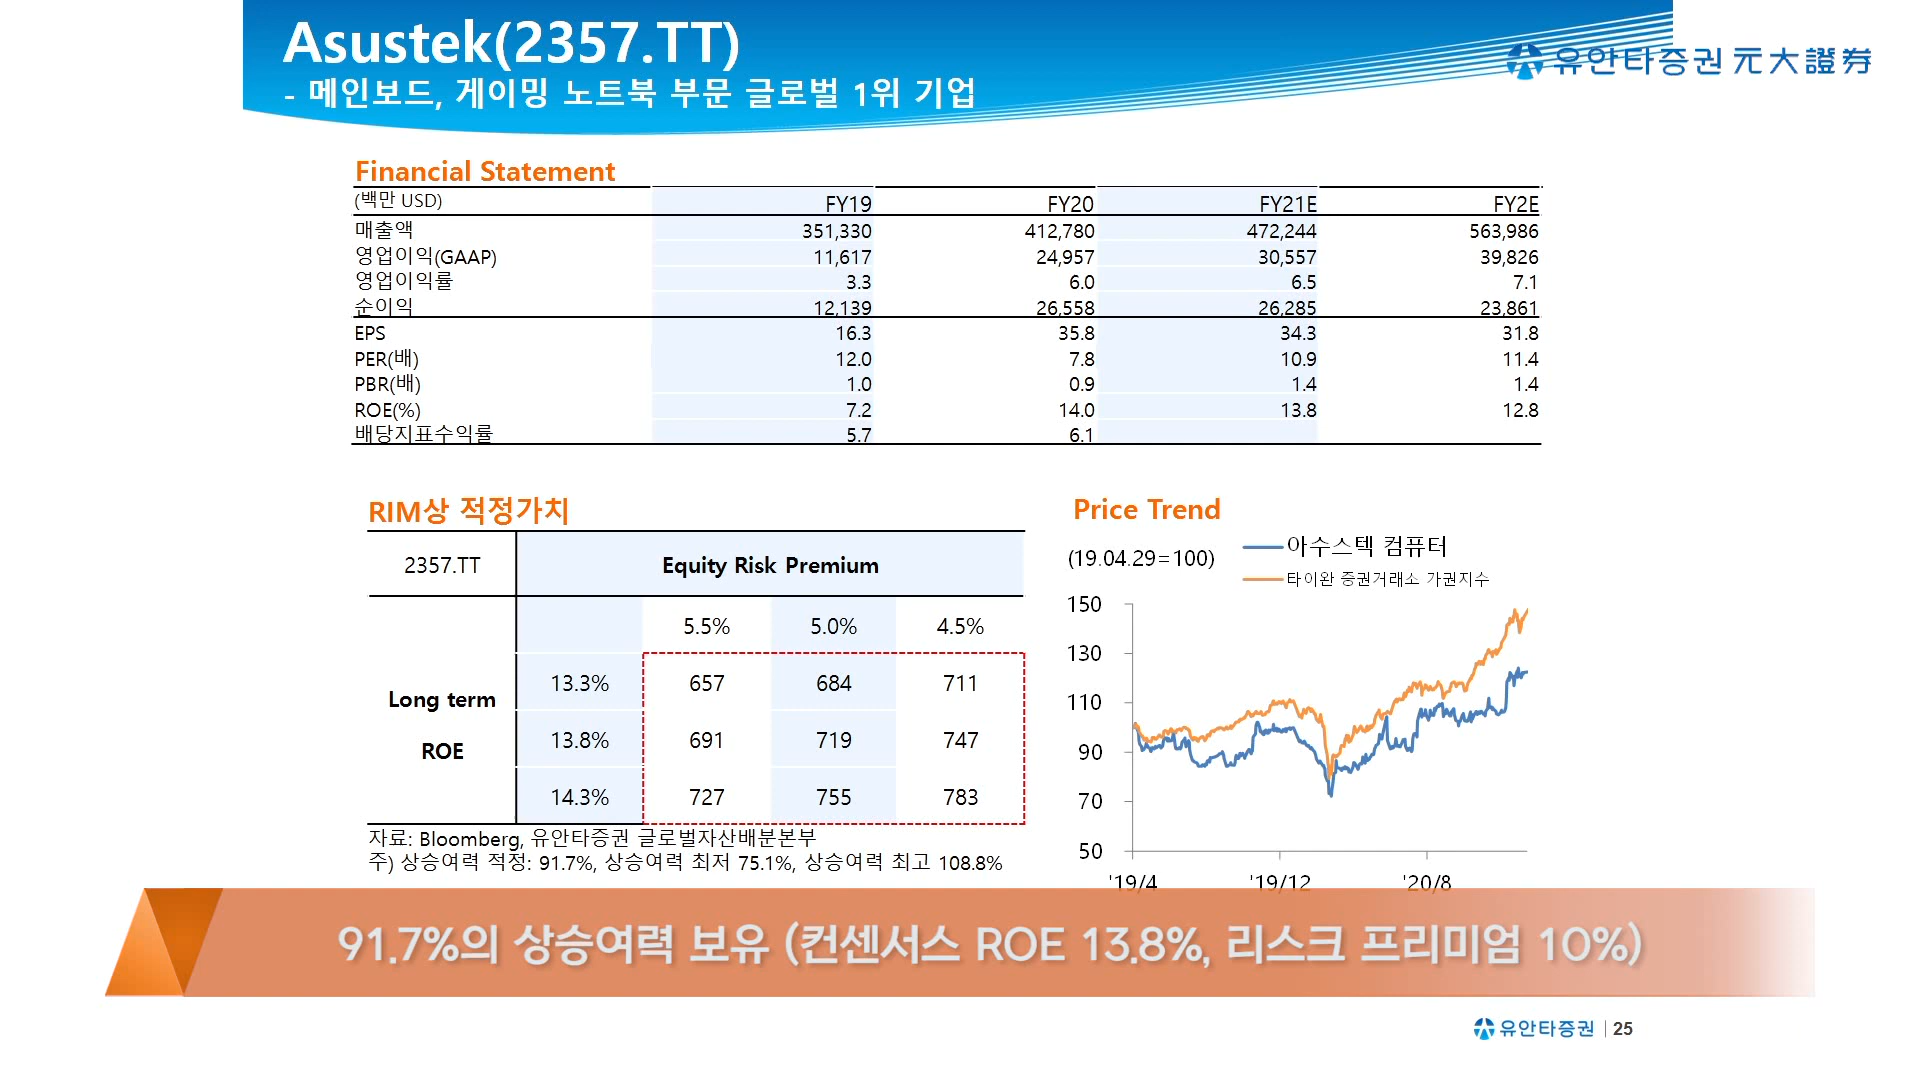 Asustek(2357.TT)
- 메인보드, 게이밍 노트북 부문 글로벌 1위 기업
유안타증권 元大證券
Financial Statement
(백만 USD) FY19 FY20 FY21E FY2E
매출액 351,330 412,780 472,244 563,986
영업이익(GAAP) 11,617 24,957 30,557 39,826
영업이익률 3.3 6.0 6.5 7.1
순이익 12,139 26,558 26,285 23,861
EPS 16.3 35.8 34.3 31.8
PER(배) 12.0 7.8 10.9 11.4
PBR(배) 1.0 0.9 1.4 1.4
ROE(%) 7.2 14.0 13.8 12.8
배당지표수익률 5.7 6.1
RIM상 적정가치
2357.TT Equity Risk Premium
5.5% 5.0% 4.5%
Long term
ROE
13.3% 657 684 711
13.8% 691 719 747
14.3% 727 755 783
자료: Bloomberg, 유안타증권 글로벌자산배분본부
주) 상승여력 적정: 91.7%, 상승여력 최저 75.1%, 상승여력 최고 108.8%
Price Trend
(19.04.29=100)
아수스텍 컴퓨터
타이완 증권거래소 가권지수
150
130
110
90
70
50
'19/4 '19/12 '20/8
91.7%의 상승여력 보유 (컨센서스 ROE 13.8%, 리스크 프리미엄 10%)
유안타증권 | 25